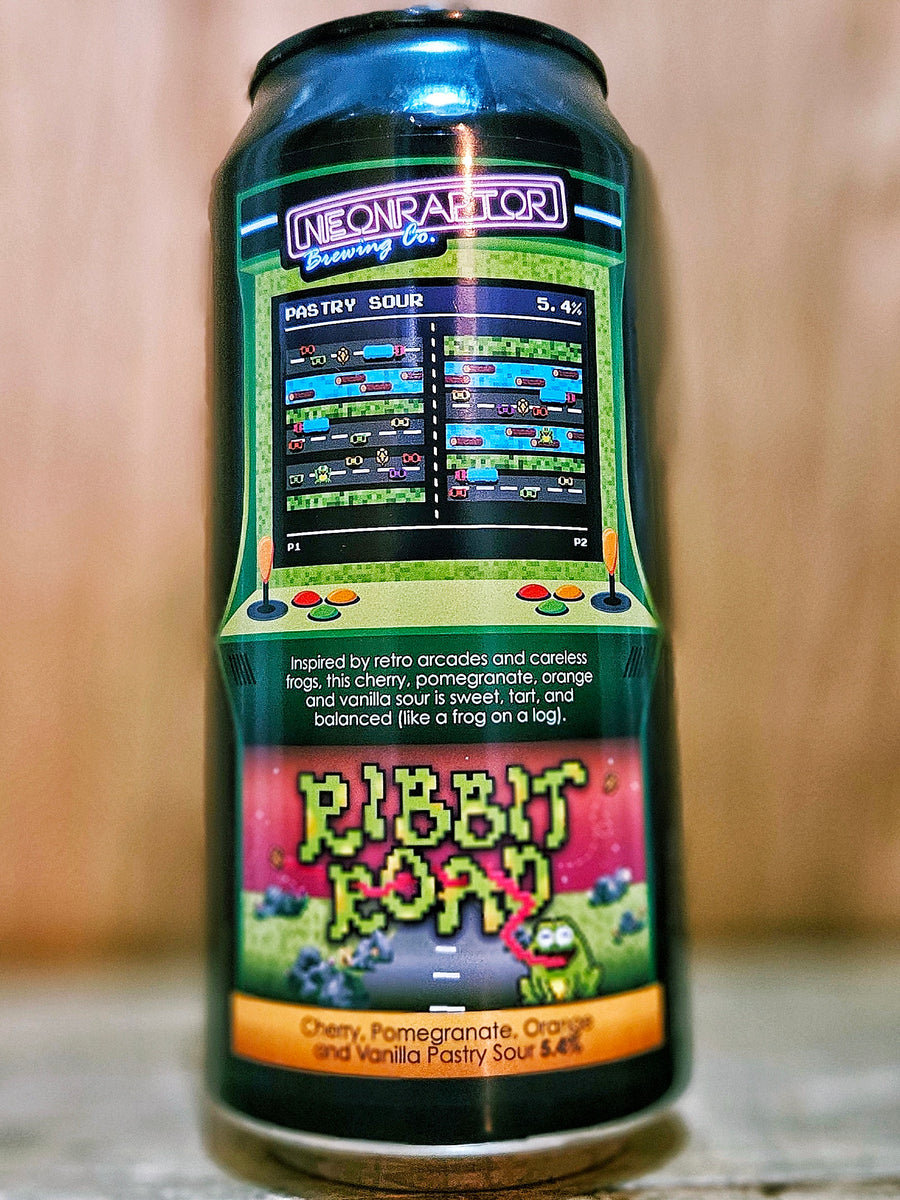 NEONRAPTOR
Brewing Co.
PASTRY SOUR 5.4%
P1 P2
Inspired by retro arcades and careless
frogs, this cherry, pomegranate, orange
and vanilla sour is sweet, tart, and
balanced (like a frog on a log).
RIBBIT
ROAD
Cherry, Pomegranate, Orange
and Vanilla Pastry Sour 5.4%